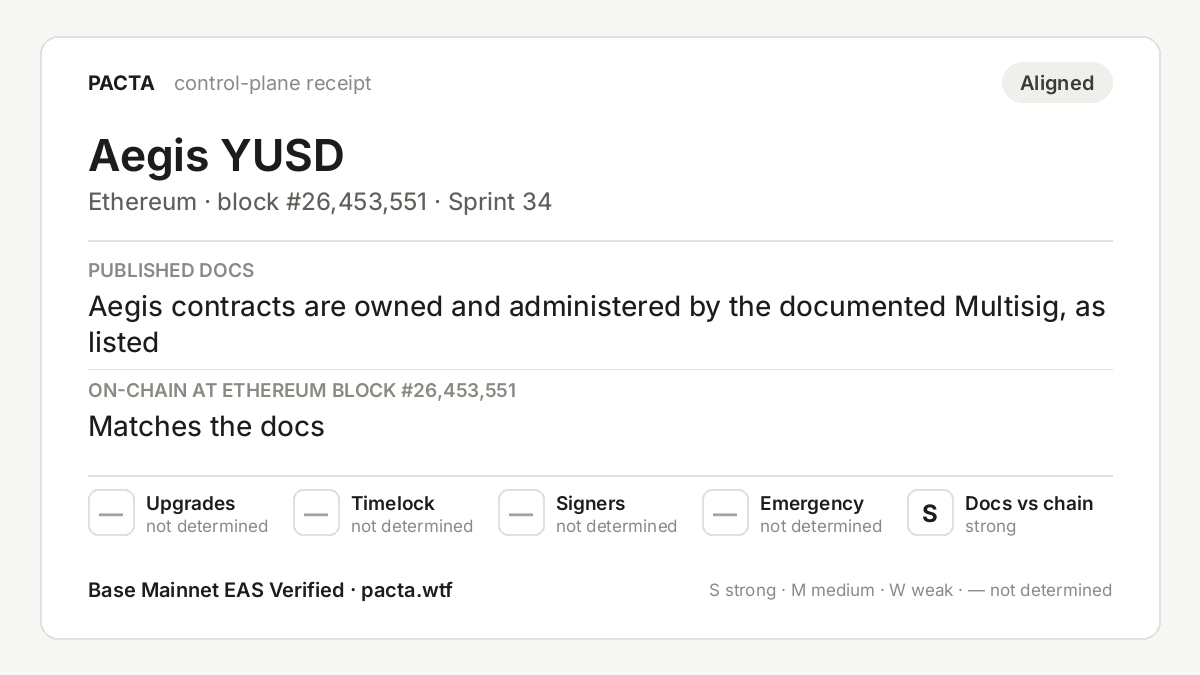 PACTA control-plane receipt Aligned
Aegis YUSD
Ethereum · block #26,453,551 · Sprint 34
PUBLISHED DOCS
Aegis contracts are owned and administered by the documented Multisig, as
listed
ON-CHAIN AT ETHEREUM BLOCK #26,453,551
Matches the docs
— Upgrades not determined
— Timelock not determined
— Signers not determined
— Emergency not determined
S Docs vs chain strong
Base Mainnet EAS Verified · pacta.wtf
S strong · M medium · W weak · — not determined